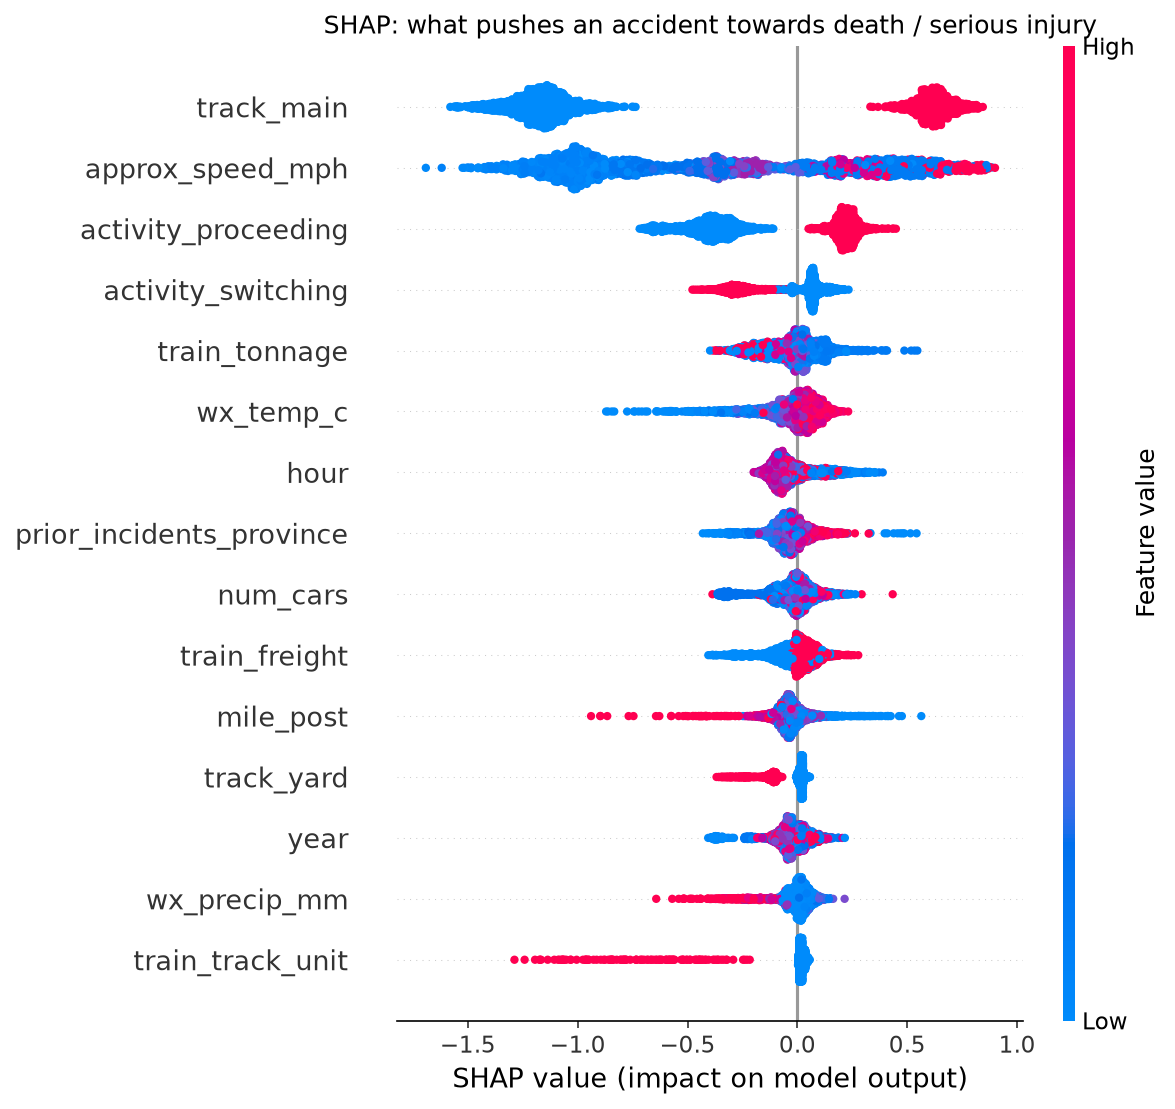 SHAP: what pushes an accident towards death / serious injury
High
track_main
approx_speed_mph
activity_proceeding
activity_switching
train_tonnage
wx_temp_c
hour
prior_incidents_province
num_cars
train_freight
mile_post
track_yard
year
wx_precip_mm
train_track_unit
Feature value
Low
−1.5 −1.0 −0.5 0.0 0.5 1.0
SHAP value (impact on model output)